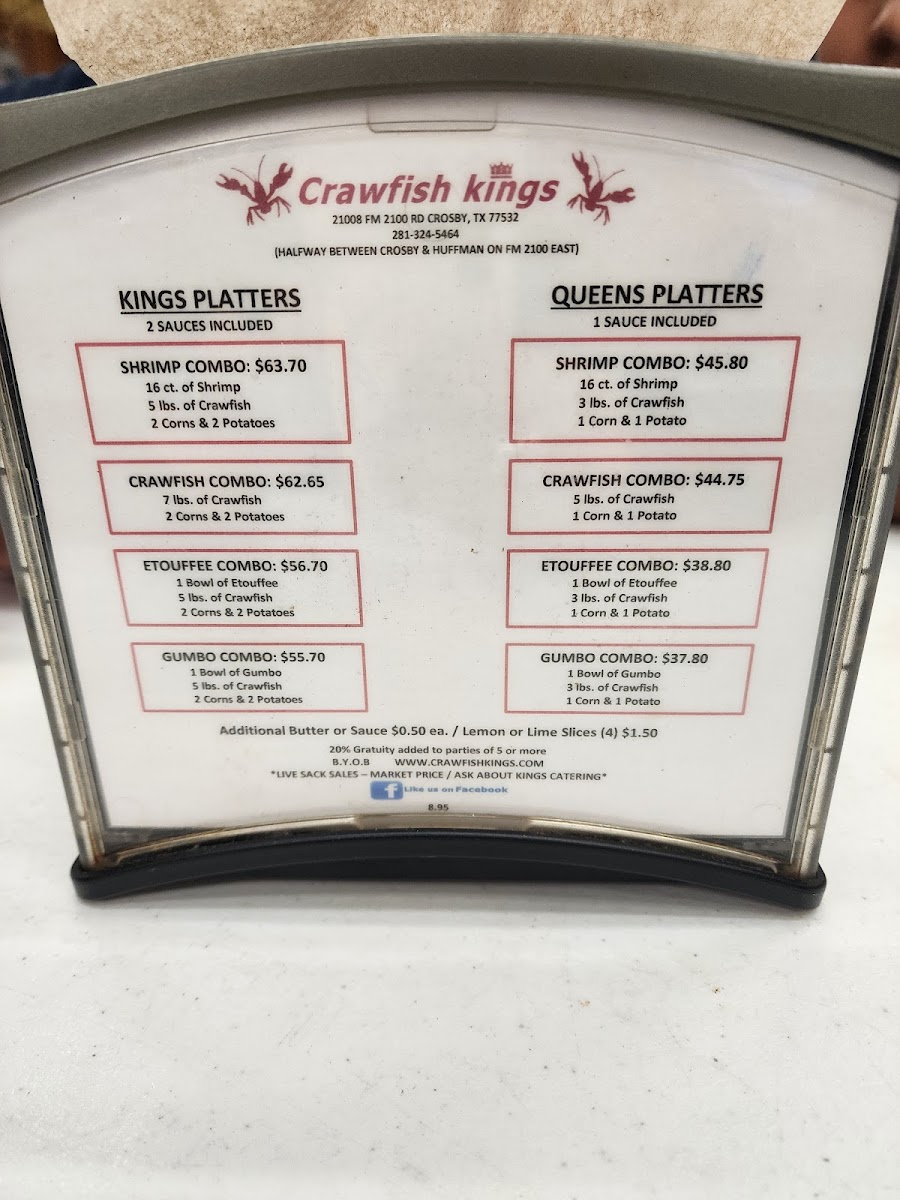 Crawfish kings
21008 FM 2100 RD CROSBY, TX 77532
281-324-5464
(HALFWAY BETWEEN CROSBY & HUFFMAN ON FM 2100 EAST)
KINGS PLATTERS
2 SAUCES INCLUDED
SHRIMP COMBO: $63.70
16 ct. of Shrimp
5 lbs. of Crawfish
2 Corns & 2 Potatoes
CRAWFISH COMBO: $62.65
7 lbs. of Crawfish
2 Corns & 2 Potatoes
ETOUFFEE COMBO: $56.70
1 Bowl of Etouffee
5 lbs. of Crawfish
2 Corns & 2 Potatoes
GUMBO COMBO: $55.70
1 Bowl of Gumbo
5 lbs. of Crawfish
2 Corns & 2 Potatoes
QUEENS PLATTERS
1 SAUCE INCLUDED
SHRIMP COMBO: $45.80
16 ct. of Shrimp
3 lbs. of Crawfish
1 Corn & 1 Potato
CRAWFISH COMBO: $44.75
5 lbs. of Crawfish
1 Corn & 1 Potato
ETOUFFEE COMBO: $38.80
1 Bowl of Etouffee
3 lbs. of Crawfish
1 Corn & 1 Potato
GUMBO COMBO: $37.80
1 Bowl of Gumbo
3 lbs. of Crawfish
1 Corn & 1 Potato
Additional Butter or Sauce $0.50 ea. / Lemon or Lime Slices (4) $1.50
20% Gratuity added to parties of 5 or more
B.Y.O.B WWW.CRAWFISHKINGS.COM
*LIVE SACK SALES – MARKET PRICE / ASK ABOUT KINGS CATERING*
f Like us on Facebook
8.95